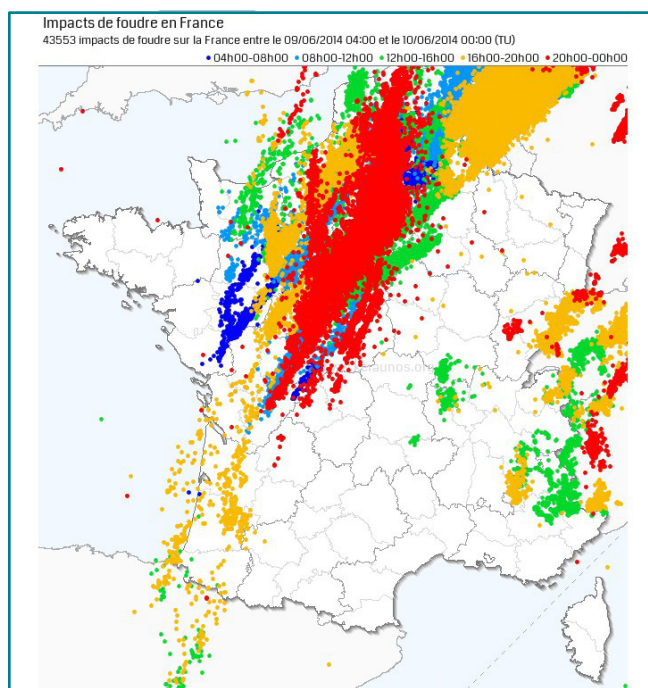 Impacts de foudre en France
43553 impacts de foudre sur la France entre le 09/06/2014 04:00 et le 10/06/2014 00:00 (TU)
04h00-08h00 08h00-12h00 12h00-16h00 16h00-20h00 20h00-00h00